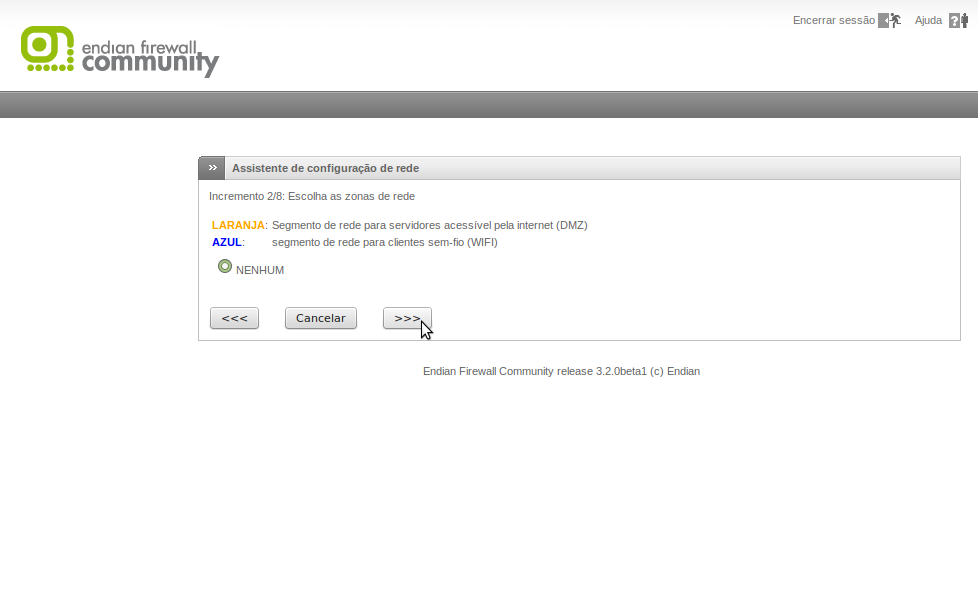 Encerrar sessão Ajuda ?
endian firewall
community
» Assistente de configuração de rede
Incremento 2/8: Escolha as zonas de rede
LARANJA: Segmento de rede para servidores acessível pela internet (DMZ)
AZUL: segmento de rede para clientes sem-fio (WIFI)
NENHUM
<<< Cancelar >>>
Endian Firewall Community release 3.2.0beta1 (c) Endian